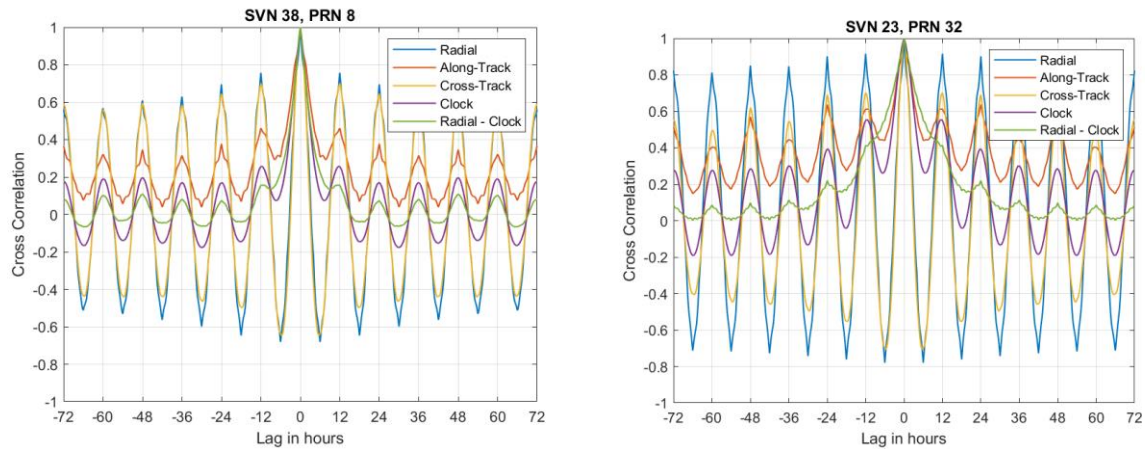 SVN 38, PRN 8
1
0.8
0.6
0.4
0.2
0
0.2
0.4
0.6
-0.8
-1
Cross Correlation
Radial
Along-Track
Cross-Track
Clock
Radial - Clock
-72 -60 -48 -36 -24 -12 0 12 24 36 48 60 72
Lag in hours
SVN 23, PRN 32
1
0.8
0.6
0.4
0.2
0
0.2
0.4
0.6
-0.8
-1
Cross Correlation
Radial
Along-Track
Cross-Track
Clock
Radial - Clock
-72 -60 -48 -36 -24 -12 0 12 24 36 48 60 72
Lag in hours